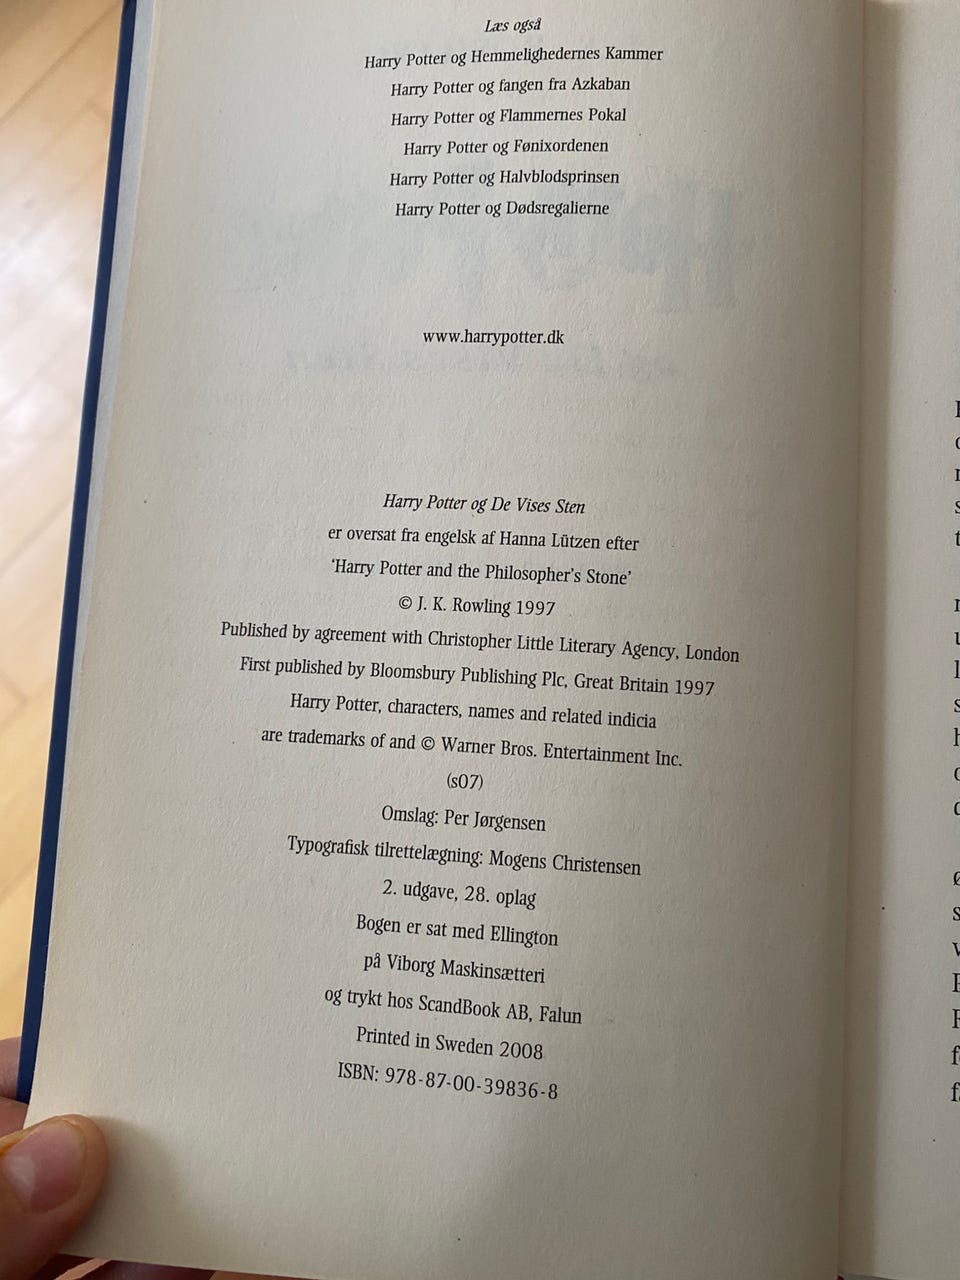 Læs også
Harry Potter og Hemmelighedernes Kammer
Harry Potter og fangen fra Azkaban
Harry Potter og Flammernes Pokal
Harry Potter og Fønixordenen
Harry Potter og Halvblodsprinsen
Harry Potter og Dødsregalierne
www.harrypotter.dk
Harry Potter og De Vises Sten
er oversat fra engelsk af Hanna Lützen efter
‘Harry Potter and the Philosopher’s Stone’
© J. K. Rowling 1997
Published by agreement with Christopher Little Literary Agency, London
First published by Bloomsbury Publishing Plc, Great Britain 1997
Harry Potter, characters, names and related indicia
are trademarks of and © Warner Bros. Entertainment Inc.
(s07)
Omslag: Per Jørgensen
Typografisk tilrettelægning: Mogens Christensen
2. udgave, 28. oplag
Bogen er sat med Ellington
på Viborg Maskinsætteri
og trykt hos ScandBook AB, Falun
Printed in Sweden 2008
ISBN: 978-87-00-39836-8